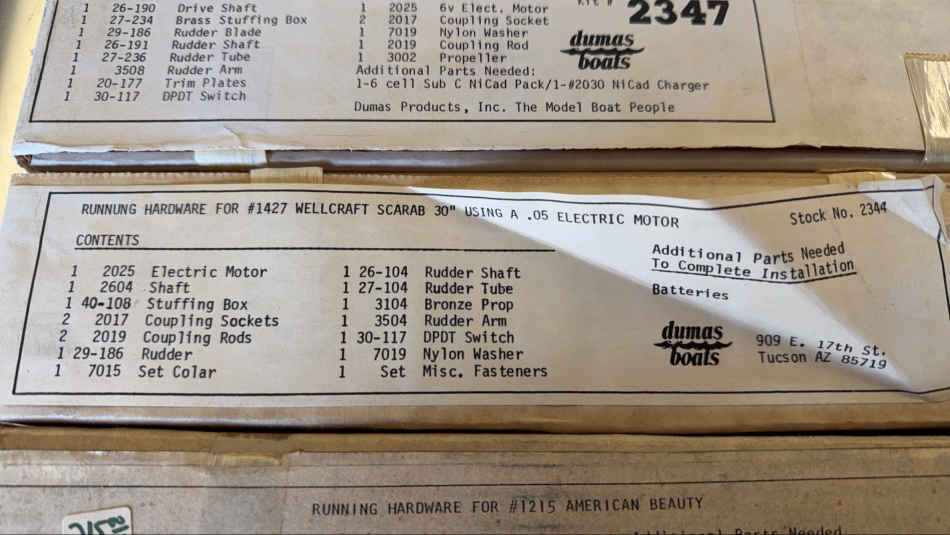 1 26-190 Drive Shaft 1 2025 6v Elect. Motor
1 27-234 Brass Stuffing Box 2 2017 Coupling Socket
1 29-186 Rudder Blade 1 7019 Nylon Washer
1 26-191 Rudder Shaft 1 2019 Coupling Rod
1 27-236 Rudder Tube 1 3002 Propeller
1 3508 Rudder Arm Additional Parts Needed:
1 20-177 Trim Plates 1-6 cell Sub C NiCad Pack/1-#2030 NiCad Charger
1 30-117 DPDT Switch
Kit # 2347
dumas
boats
Dumas Products, Inc. The Model Boat People
RUNNUNG HARDWARE FOR #1427 WELLCRAFT SCARAB 30" USING A .05 ELECTRIC MOTOR
Stock No. 2344
CONTENTS
1 2025 Electric Motor 1 26-104 Rudder Shaft
1 2604 Shaft 1 27-104 Rudder Tube
1 40-108 Stuffing Box 1 3104 Bronze Prop
2 2017 Coupling Sockets 1 3504 Rudder Arm
2 2019 Coupling Rods 1 30-117 DPDT Switch
1 29-186 Rudder 1 7019 Nylon Washer
1 7015 Set Colar 1 Set Misc. Fasteners
Additional Parts Needed
To Complete Installation
Batteries
dumas
boats
909 E. 17th St.
Tucson AZ 85719
RUNNING HARDWARE FOR #1215 AMERICAN BEAUTY
Additional Parts Needed